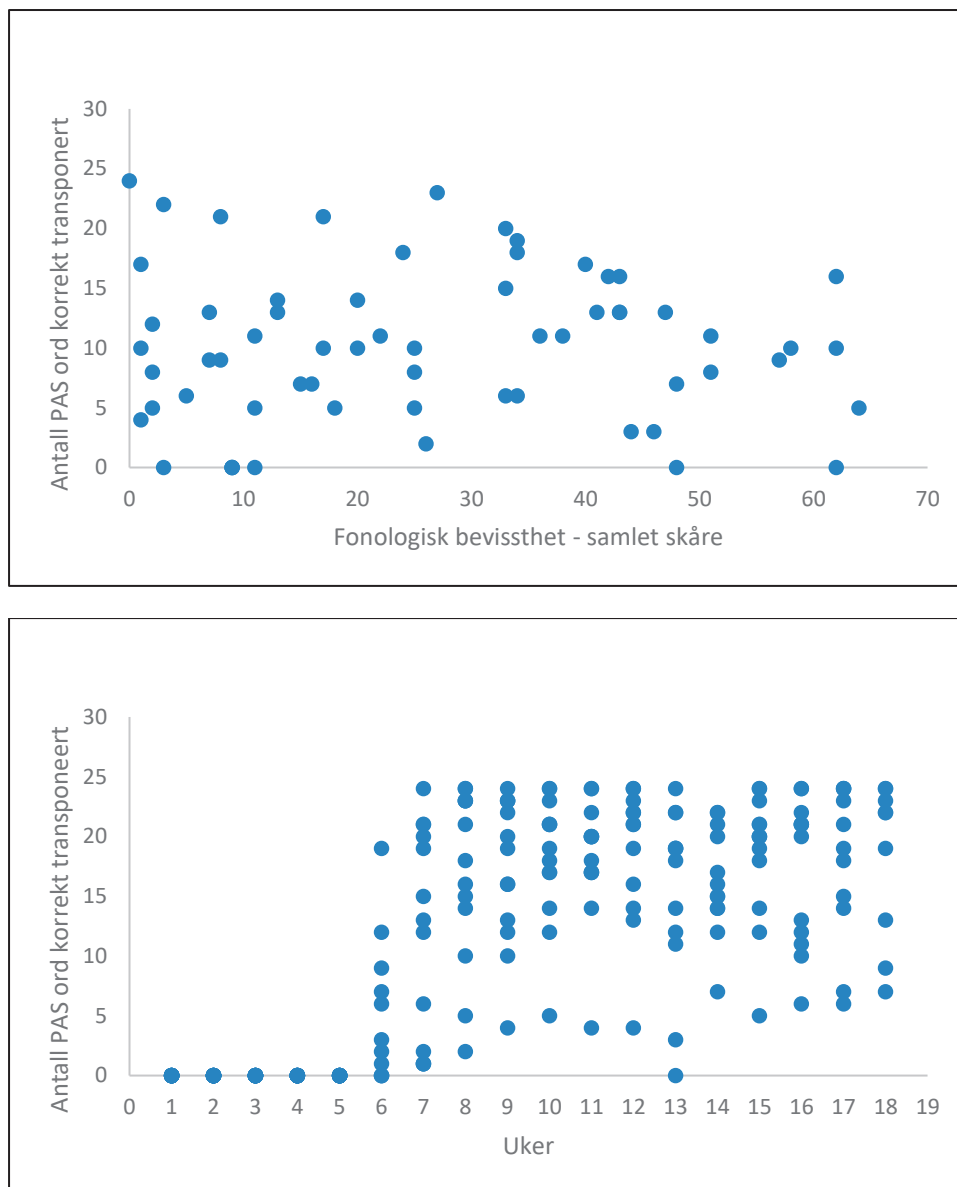 30
25
20
15
10
5
0
Antall PAS ord korrekt transponert
0 10 20 30 40 50 60 70
Fonologisk bevissthet - samlet skåre
30
25
20
15
10
5
0
Antall PAS ord korrekt transponeert
0 1 2 3 4 5 6 7 8 9 10 11 12 13 14 15 16 17 18 19
Uker